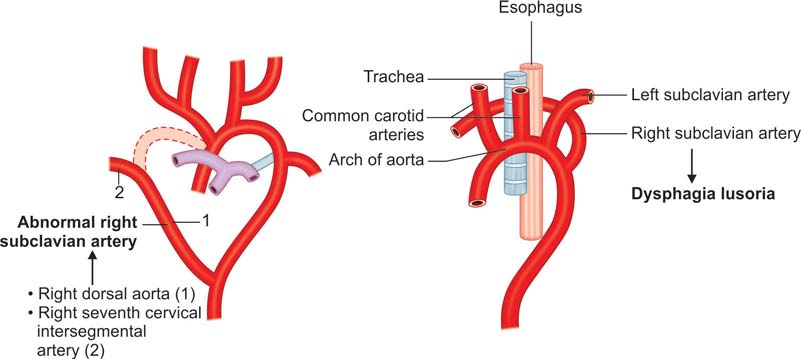 Esophagus
Trachea
Common carotid
arteries
Arch of aorta
Left subclavian artery
Right subclavian artery
Dysphagia lusoria
2
1
Abnormal right
subclavian artery
• Right dorsal aorta (1)
• Right seventh cervical
intersegmental
artery (2)